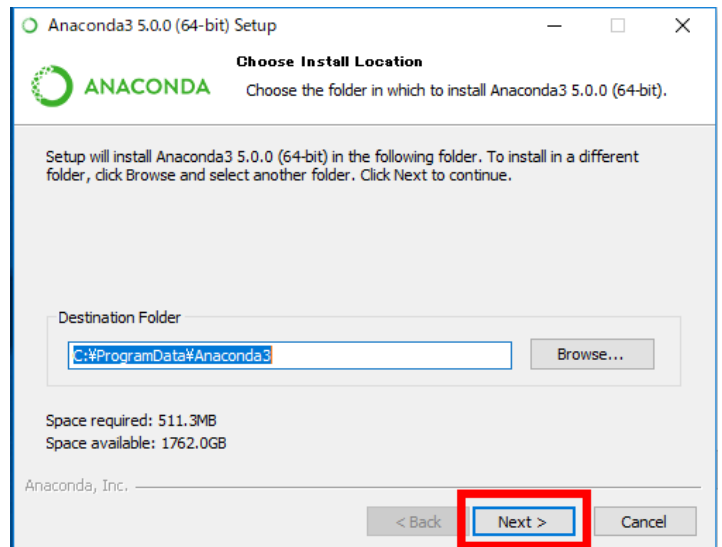 Anaconda3 5.0.0 (64-bit) Setup
Choose Install Location
ANACONDA
Choose the folder in which to install Anaconda3 5.0.0 (64-bit).
Setup will install Anaconda3 5.0.0 (64-bit) in the following folder. To install in a different
folder, click Browse and select another folder. Click Next to continue.
Destination Folder
C:¥ProgramData¥Anaconda3
Browse...
Space required: 511.3MB
Space available: 1762.0GB
Anaconda, Inc.
< Back
Next >
Cancel